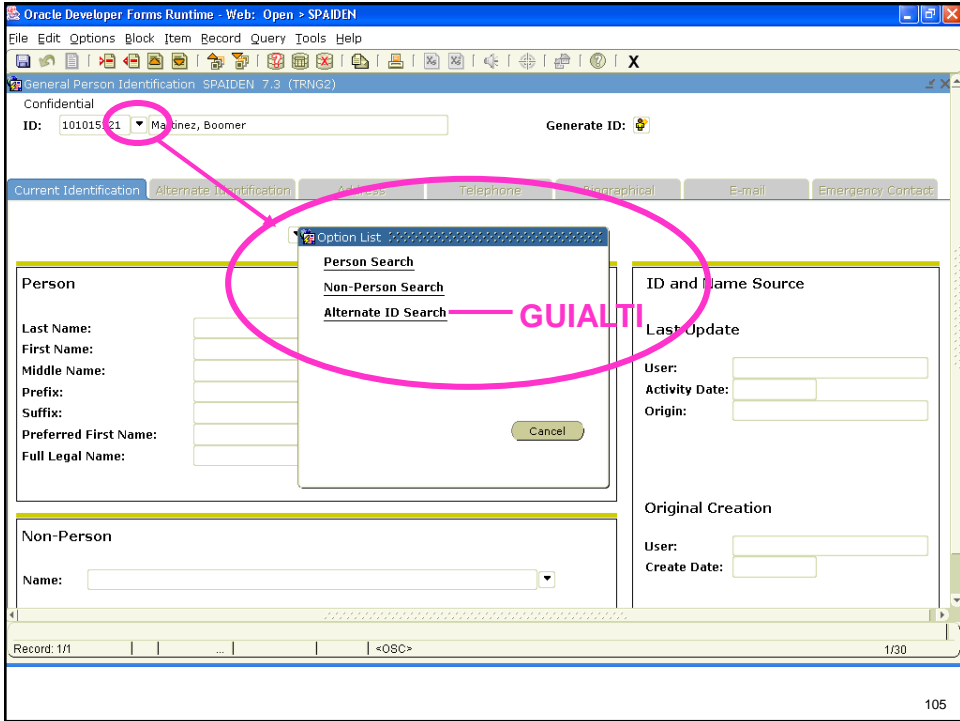 Oracle Developer Forms Runtime - Web: Open > SPAIDEN
File Edit Options Block Item Record Query Tools Help
X
General Person Identification SPAIDEN 7.3 (TRNG2)
Confidential
ID: Martinez, Boomer Generate ID:
Current Identification Alternate Identification Address Telephone Biographical E-mail Emergency Contact
Option List
Person Search
Non-Person Search
Alternate ID Search GUIALTI
Cancel
Person
Last Name:
First Name:
Middle Name:
Prefix:
Suffix:
Preferred First Name:
Full Legal Name:
ID and Name Source
Last Update
User:
Activity Date:
Origin:
Original Creation
User:
Create Date:
Non-Person
Name:
Record: 1/1 ... <OSC> 1/30
105